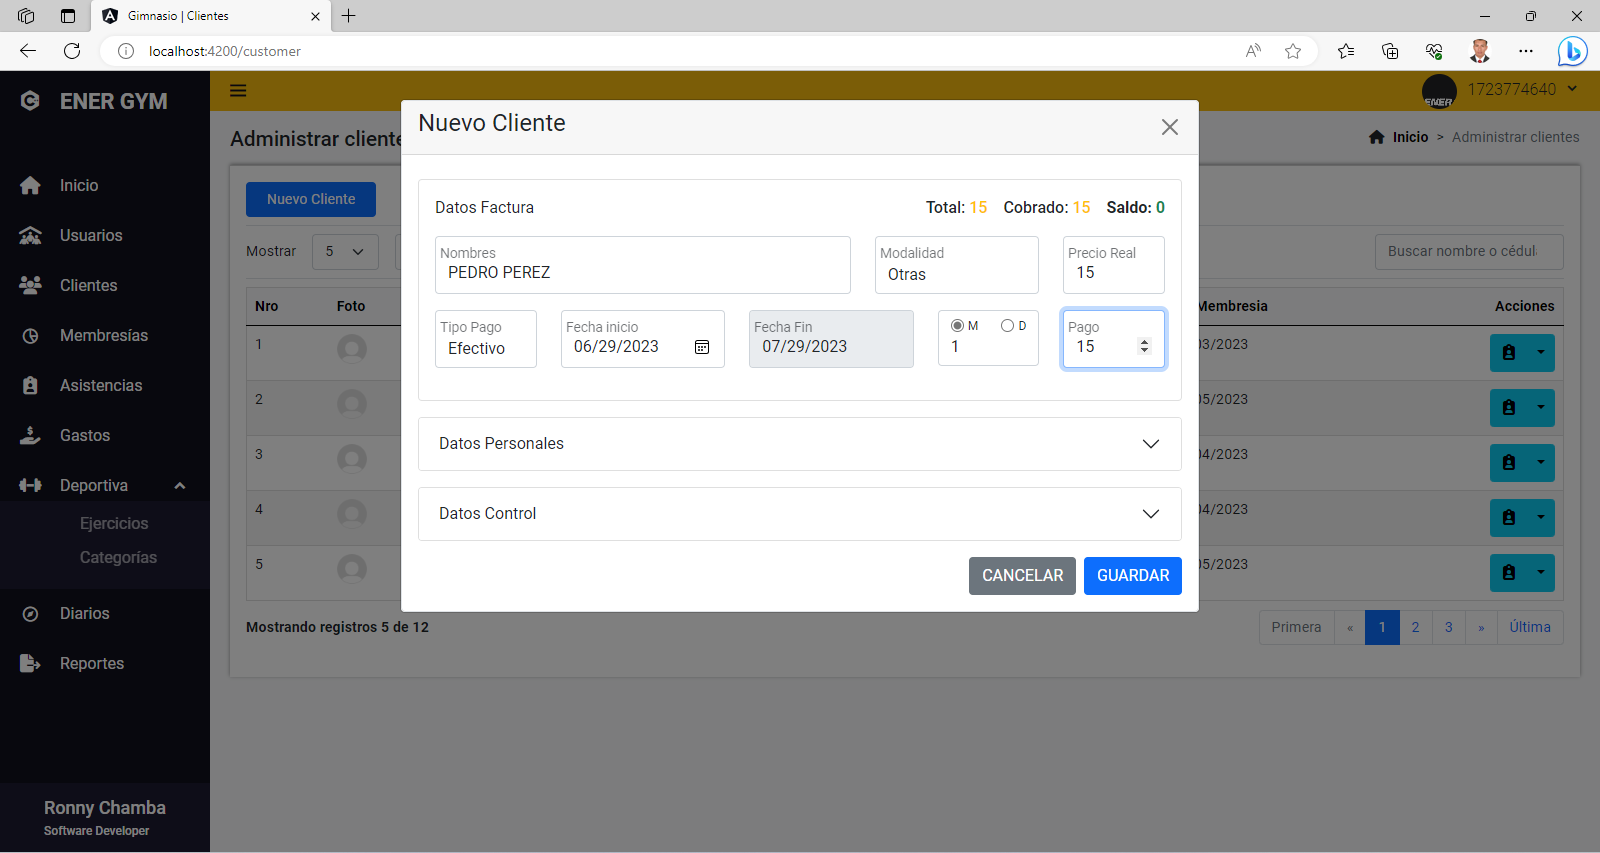 Gimnasio | Clientes
localhost:4200/customer
ENER GYM
ENER
1723774640
Administrar cliente
Inicio > Administrar clientes
Inicio
Usuarios
Clientes
Membresías
Asistencias
Gastos
Deportiva
Ejercicios
Categorías
Diarios
Reportes
Ronny Chamba
Software Developer
Nuevo Cliente
Mostrar 5
Buscar nombre o cédul
Nro Foto Membresia Acciones
1 03/2023
2 05/2023
3 04/2023
4 04/2023
5 05/2023
Mostrando registros 5 de 12
Primera « 1 2 3 » Última
Nuevo Cliente
Datos Factura Total: 15 Cobrado: 15 Saldo: 0
Nombres Modalidad Precio Real
PEDRO PEREZ Otras 15
Tipo Pago Fecha inicio Fecha Fin M D Pago
Efectivo 06/29/2023 07/29/2023 1 15
Datos Personales
Datos Control
CANCELAR GUARDAR